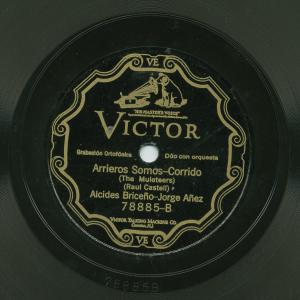 VE
"HIS MASTER'S VOICE"
VICTOR
Grabación Ortofónica
Dúo con orquesta
Arrieros Somos-Corrido
(The Muleteers)
(Raul Castell)
Alcides Briceño-Jorge Añez
78885-B
VICTOR TALKING MACHINE CO.
Camden, N.J.
VE
78885B